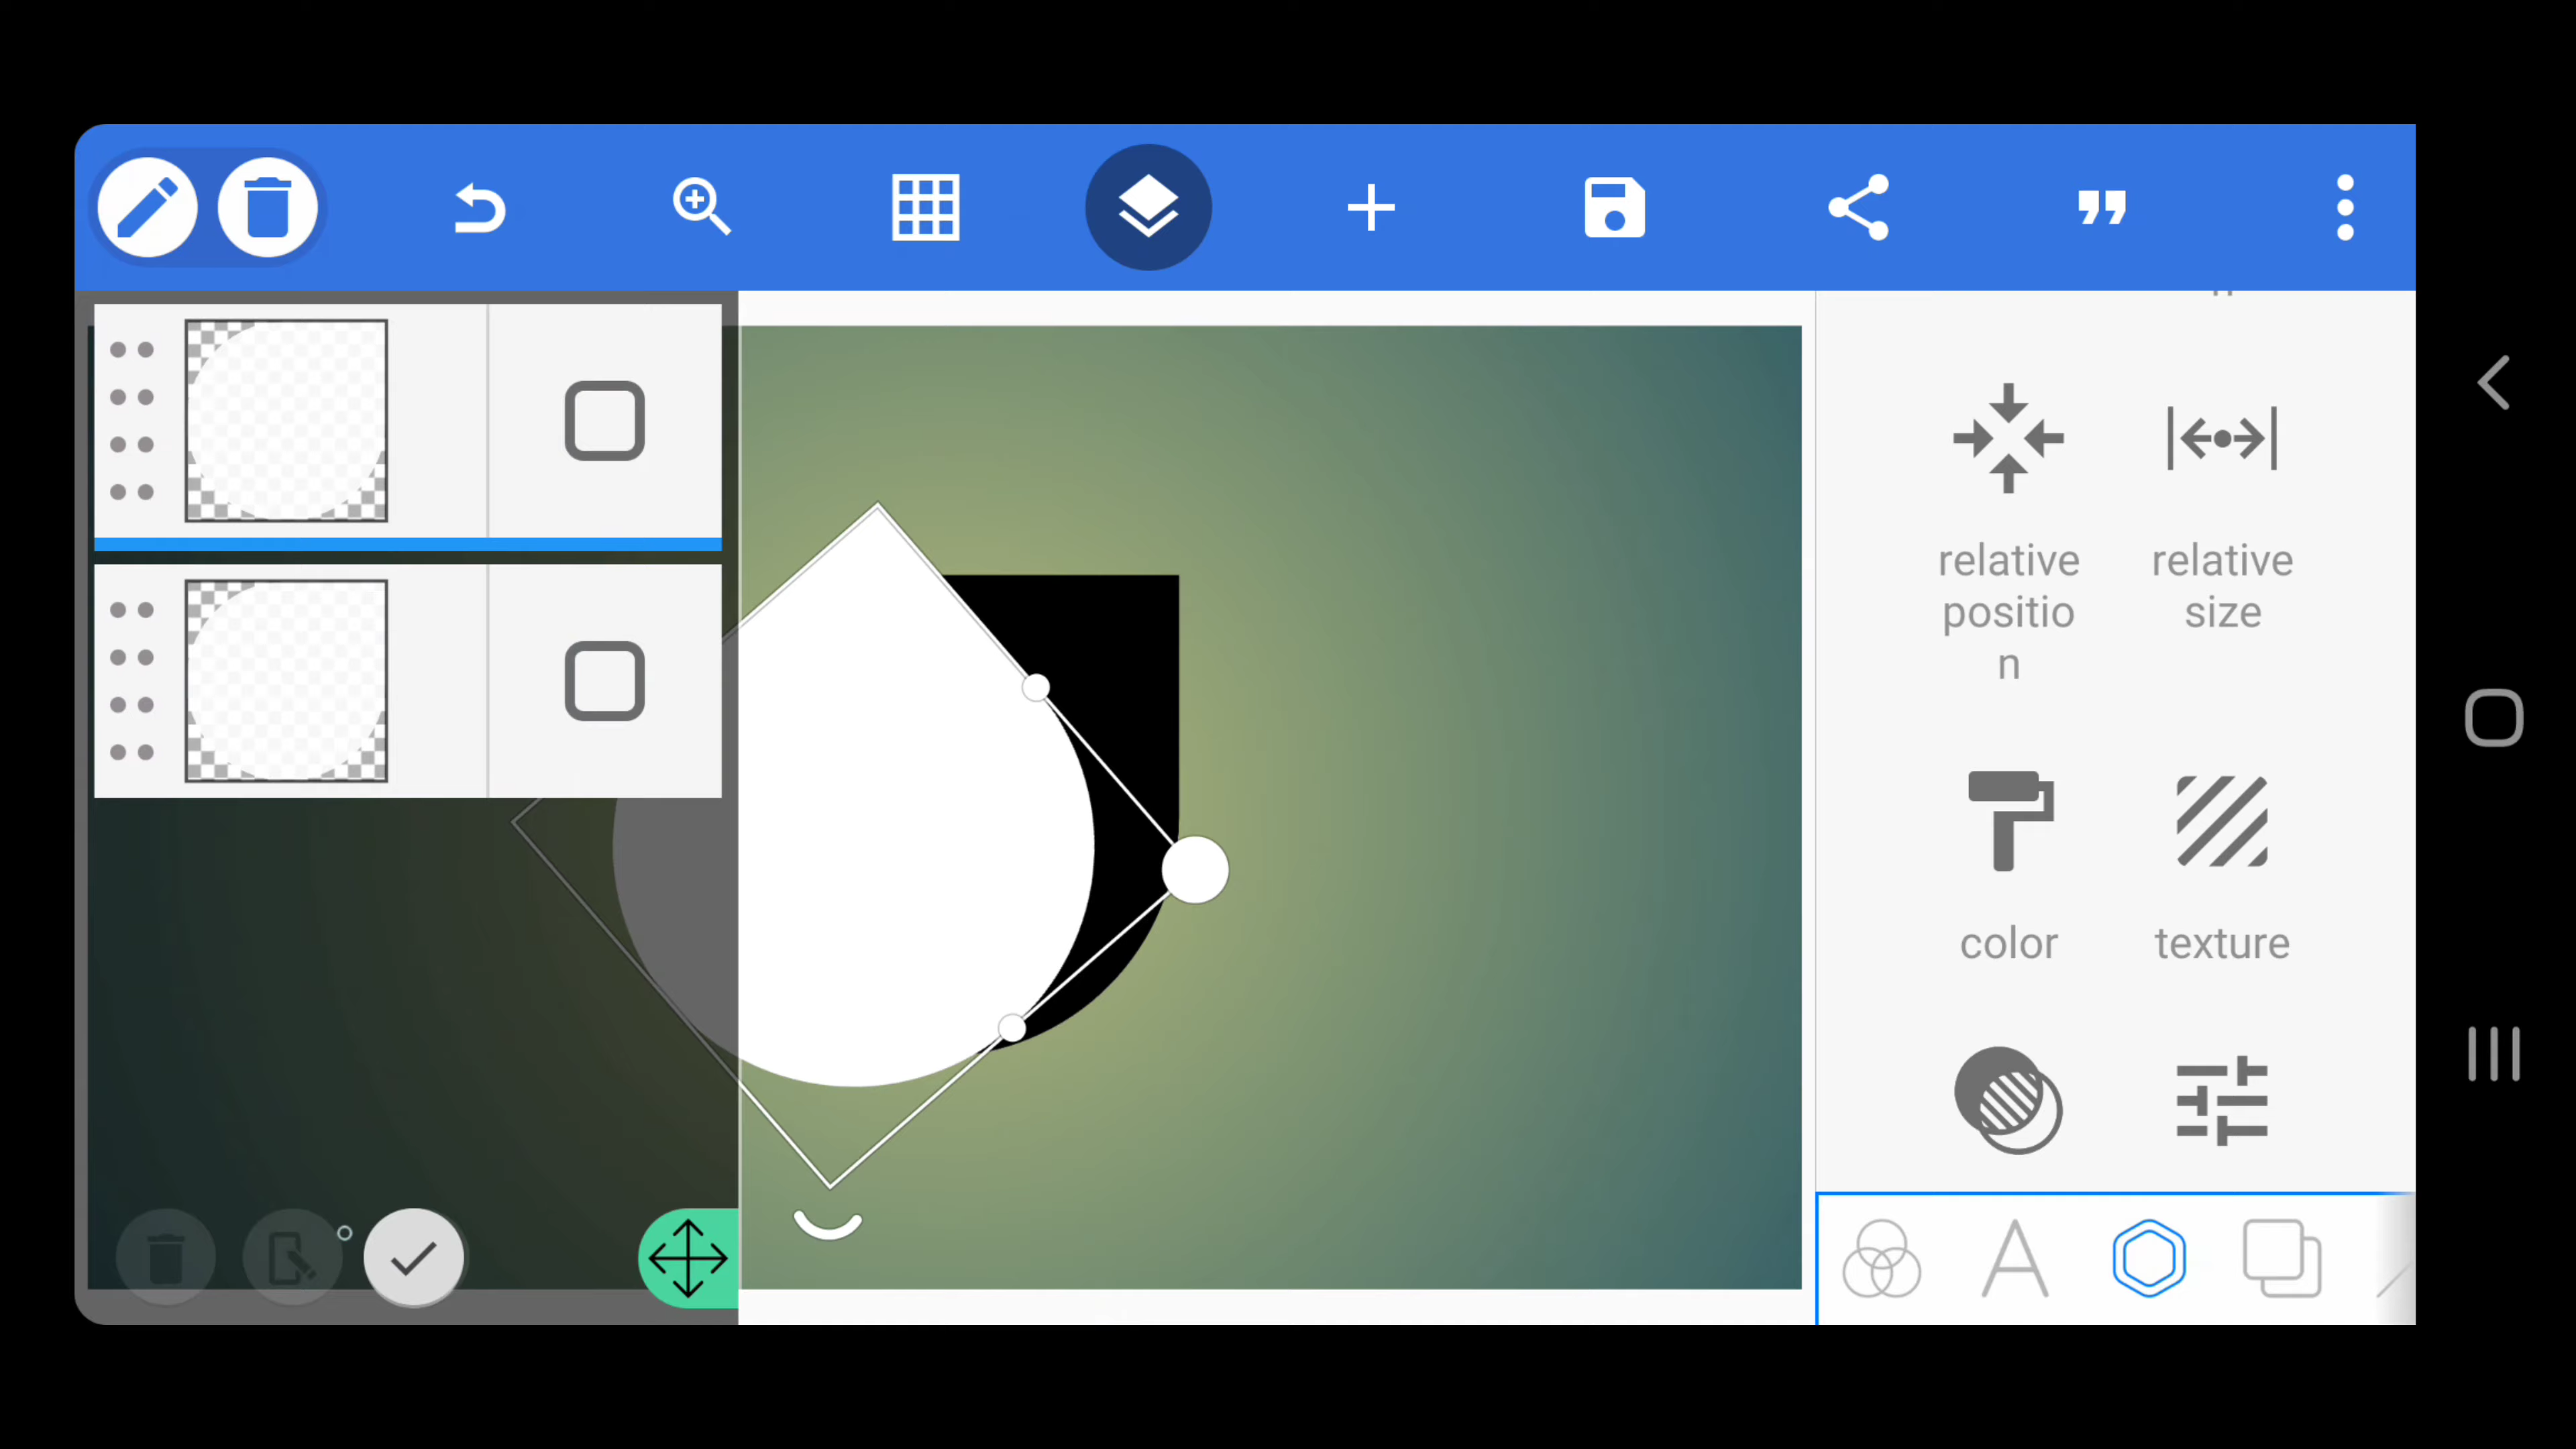 relative
positio
n
relative
size
color
texture